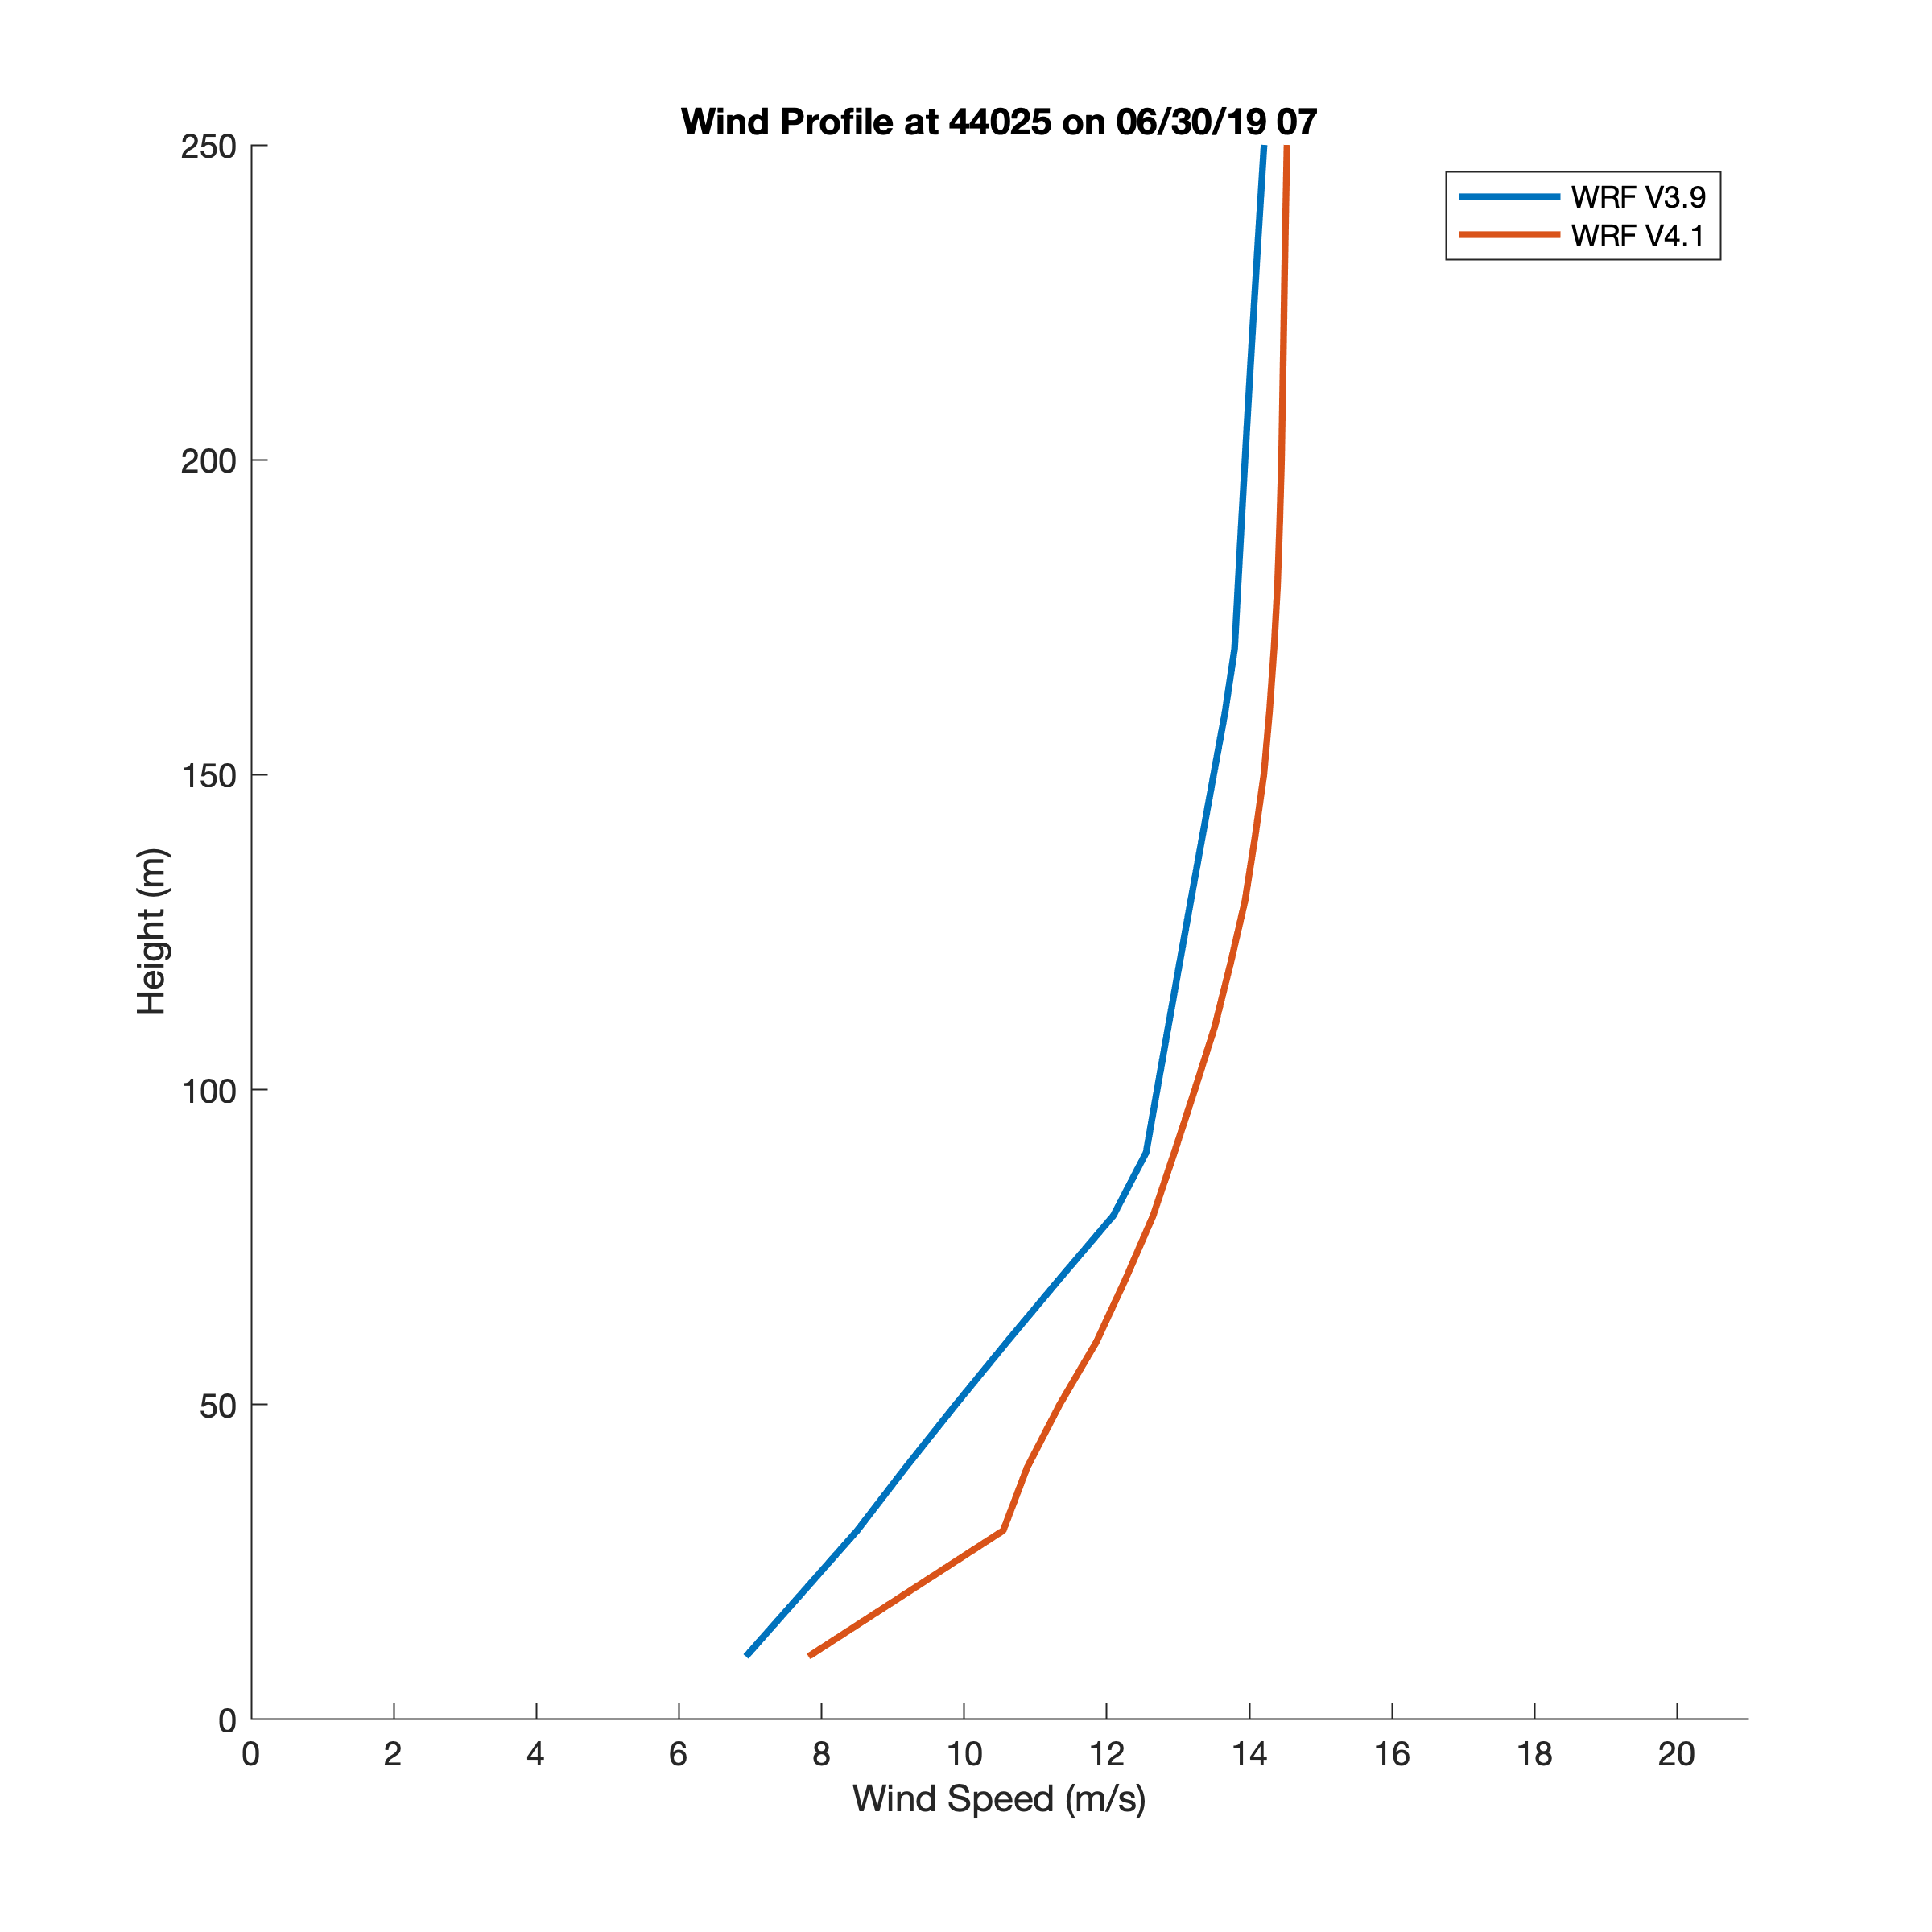 Wind Profile at 44025 on 06/30/19 07
WRF V3.9
WRF V4.1
250
200
150
100
50
0
Height (m)
0 2 4 6 8 10 12 14 16 18 20
Wind Speed (m/s)